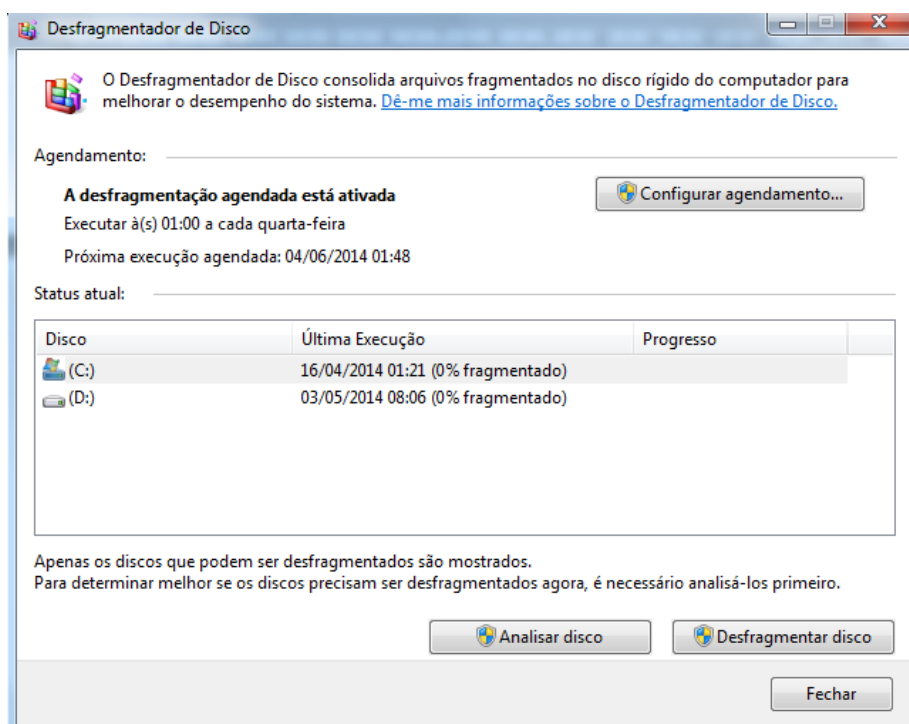 Desfragmentador de Disco
O Desfragmentador de Disco consolida arquivos fragmentados no disco rígido do computador para
melhorar o desempenho do sistema. Dê-me mais informações sobre o Desfragmentador de Disco.
Agendamento:
A desfragmentação agendada está ativada
Configurar agendamento...
Executar à(s) 01:00 a cada quarta-feira
Próxima execução agendada: 04/06/2014 01:48
Status atual:
Disco Última Execução Progresso
(C:) 16/04/2014 01:21 (0% fragmentado)
(D:) 03/05/2014 08:06 (0% fragmentado)
Apenas os discos que podem ser desfragmentados são mostrados.
Para determinar melhor se os discos precisam ser desfragmentados agora, é necessário analisá-los primeiro.
Analisar disco Desfragmentar disco
Fechar